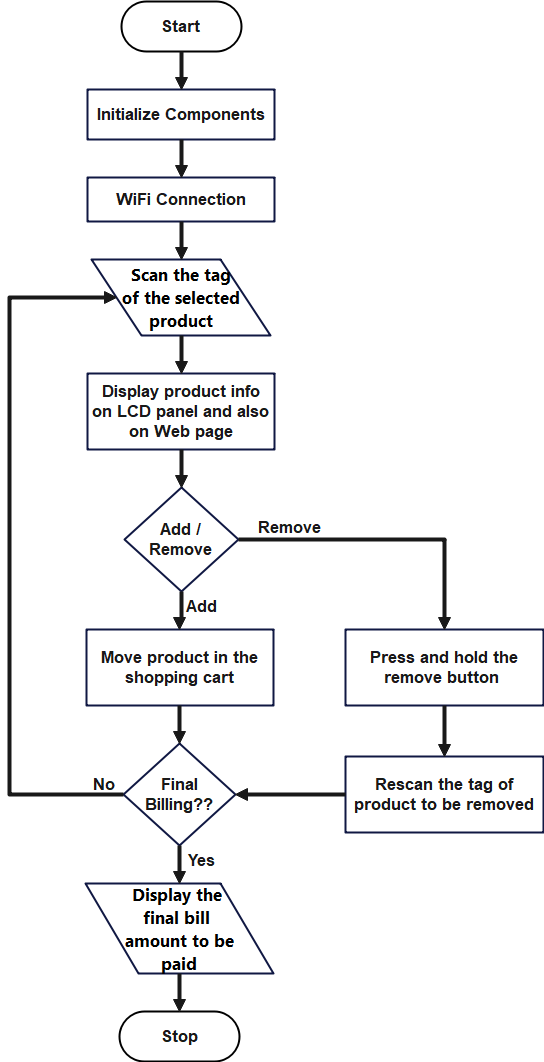 Start
Initialize Components
WiFi Connection
Scan the tag
of the selected
product
Display product info
on LCD panel and also
on Web page
Add /
Remove
Remove
Add
Move product in the
shopping cart
Press and hold the
remove button
Final
Billing??
No
Rescan the tag of
product to be removed
Yes
Display the
final bill
amount to be
paid
Stop